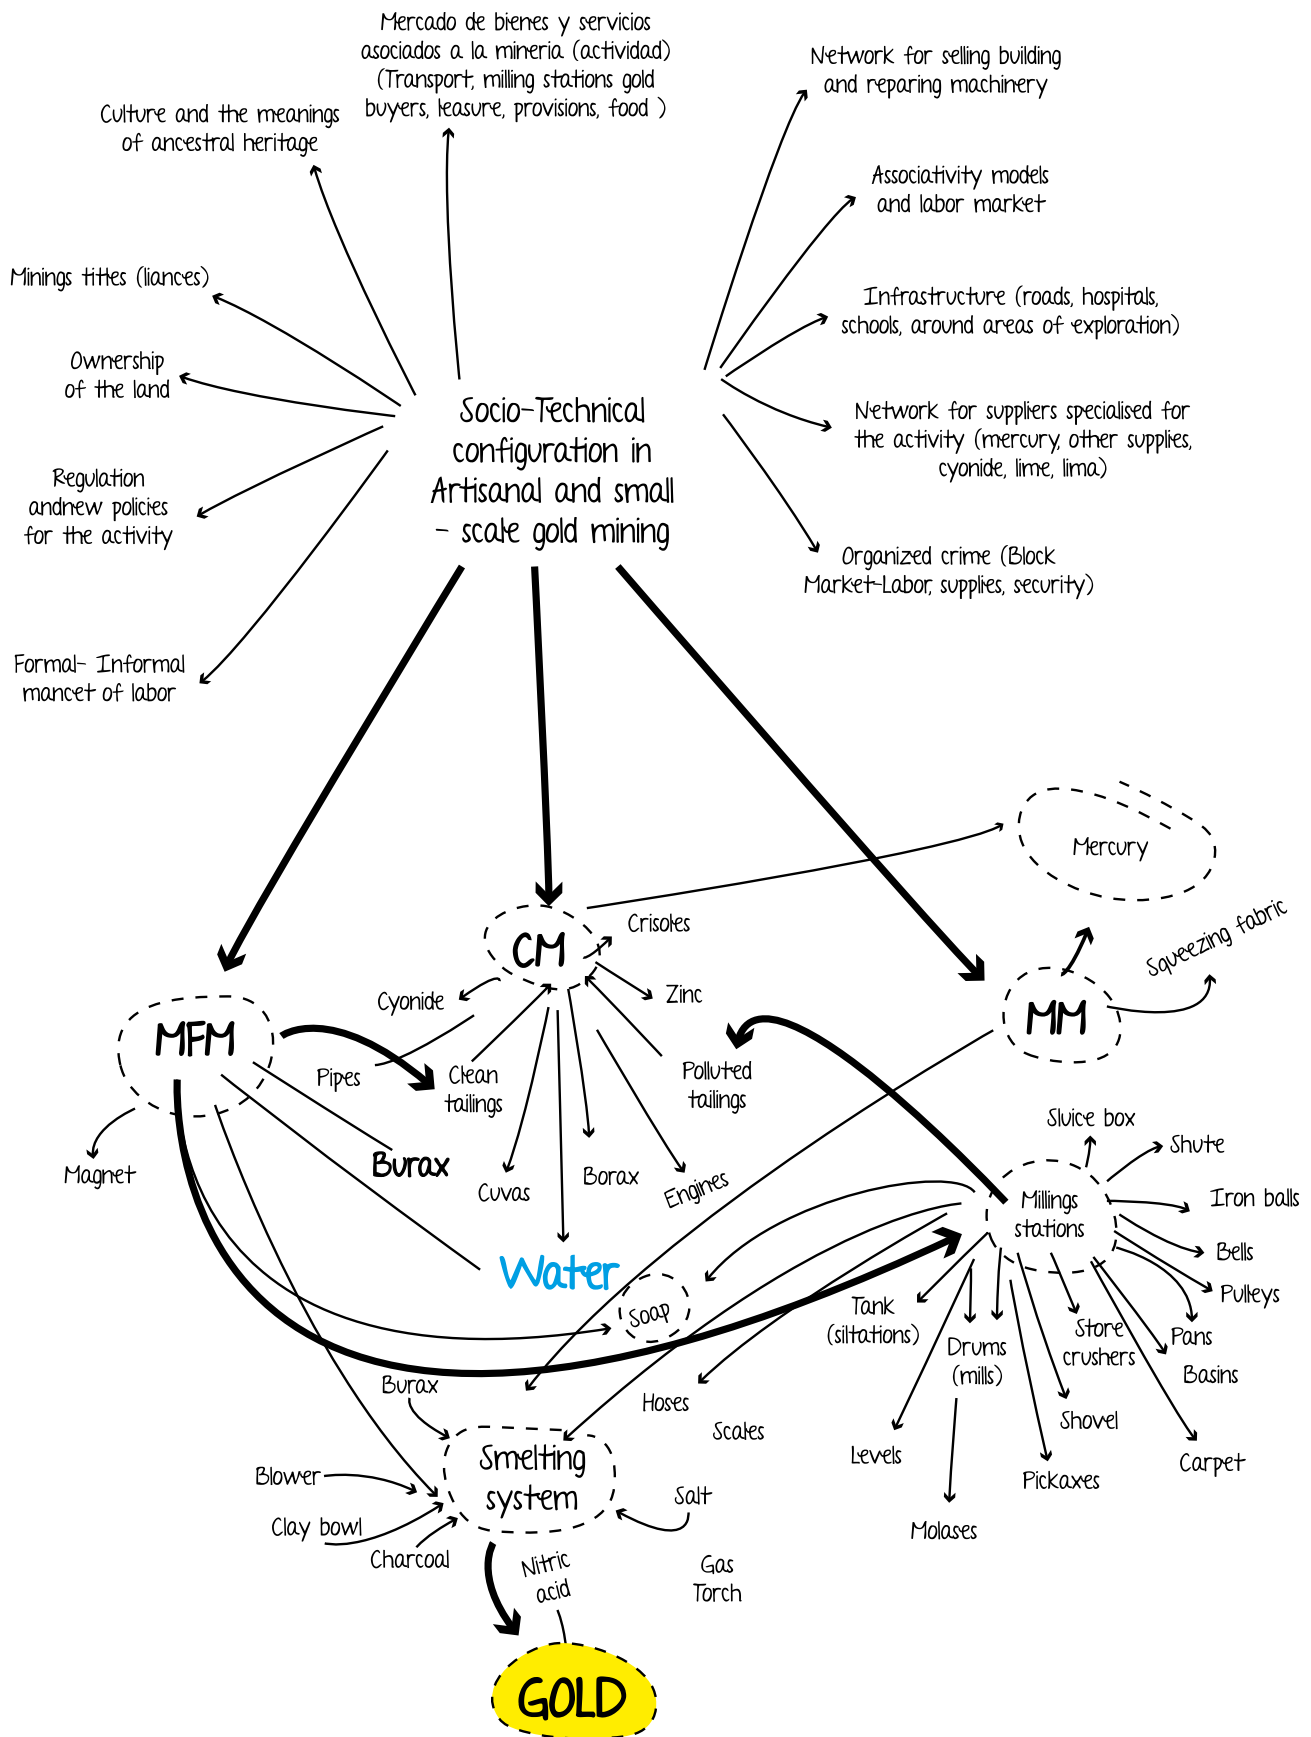 Mercado de bienes y servicios
asociados a la mineria (actividad)
(Transport, milling stations gold
buyers, leasure, provisions, food )
Network for selling building
and reparing machinery
Culture and the meanings
of ancestral heritage
Associativity models
and labor market
Minings tittes (liances)
Infrastructure (roads, hospitals,
schools, around areas of exploration)
Ownership
of the land
Socio-Technical
configuration in
Artisanal and small
- scale gold mining
Network for suppliers specialised for
the activity (mercury, other supplies,
cyonide, lime, lima)
Regulation
andnew policies
for the activity
Organized crime (Block
Market-Labor, supplies, security)
Formal- Informal
mancet of labor
Mercury
Squeezing fabric
CM
Crisoles
Zinc
Cyonide
MFM
MM
Pipes
Clean
tailings
Polluted
tailings
Magnet
Burax
Cuvas
Borax
Engines
Water
Soap
Sluice box
Shute
Millings
stations
Iron balls
Bells
Pulleys
Tank
(siltations)
Drums
(mills)
Store
crushers
Pans
Basins
Burax
Hoses
Scales
Shovel
Levels
Pickaxes
Carpet
Smelting
system
Blower
Clay bowl
Charcoal
Salt
Molases
Nitric
acid
Gas
Torch
GOLD